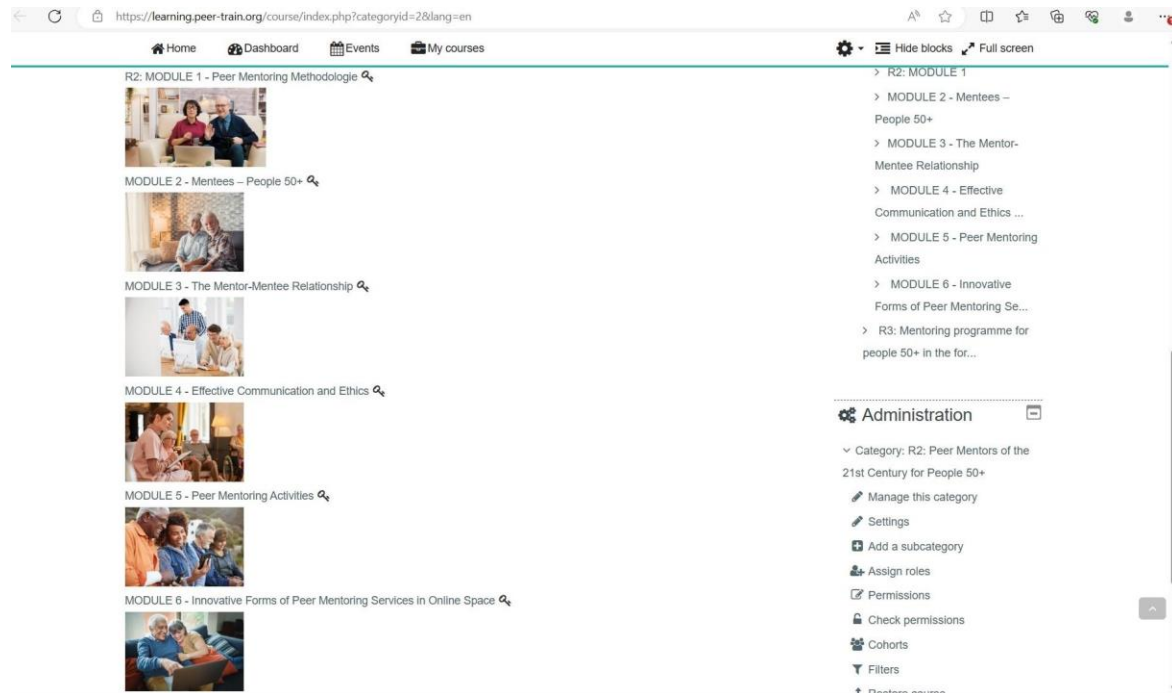 https://learning.peer-train.org/course/index.php?categoryid=2&lang=en
Home Dashboard Events My courses Hide blocks Full screen
R2: MODULE 1 - Peer Mentoring Methodologie
MODULE 2 - Mentees – People 50+
MODULE 3 - The Mentor-Mentee Relationship
MODULE 4 - Effective Communication and Ethics
MODULE 5 - Peer Mentoring Activities
MODULE 6 - Innovative Forms of Peer Mentoring Services in Online Space
R2: MODULE 1
MODULE 2 - Mentees –
People 50+
MODULE 3 - The Mentor-
Mentee Relationship
MODULE 4 - Effective
Communication and Ethics ...
MODULE 5 - Peer Mentoring
Activities
MODULE 6 - Innovative
Forms of Peer Mentoring Se...
R3: Mentoring programme for
people 50+ in the for...
Administration
Category: R2: Peer Mentors of the
21st Century for People 50+
Manage this category
Settings
Add a subcategory
Assign roles
Permissions
Check permissions
Cohorts
Filters
Restore course